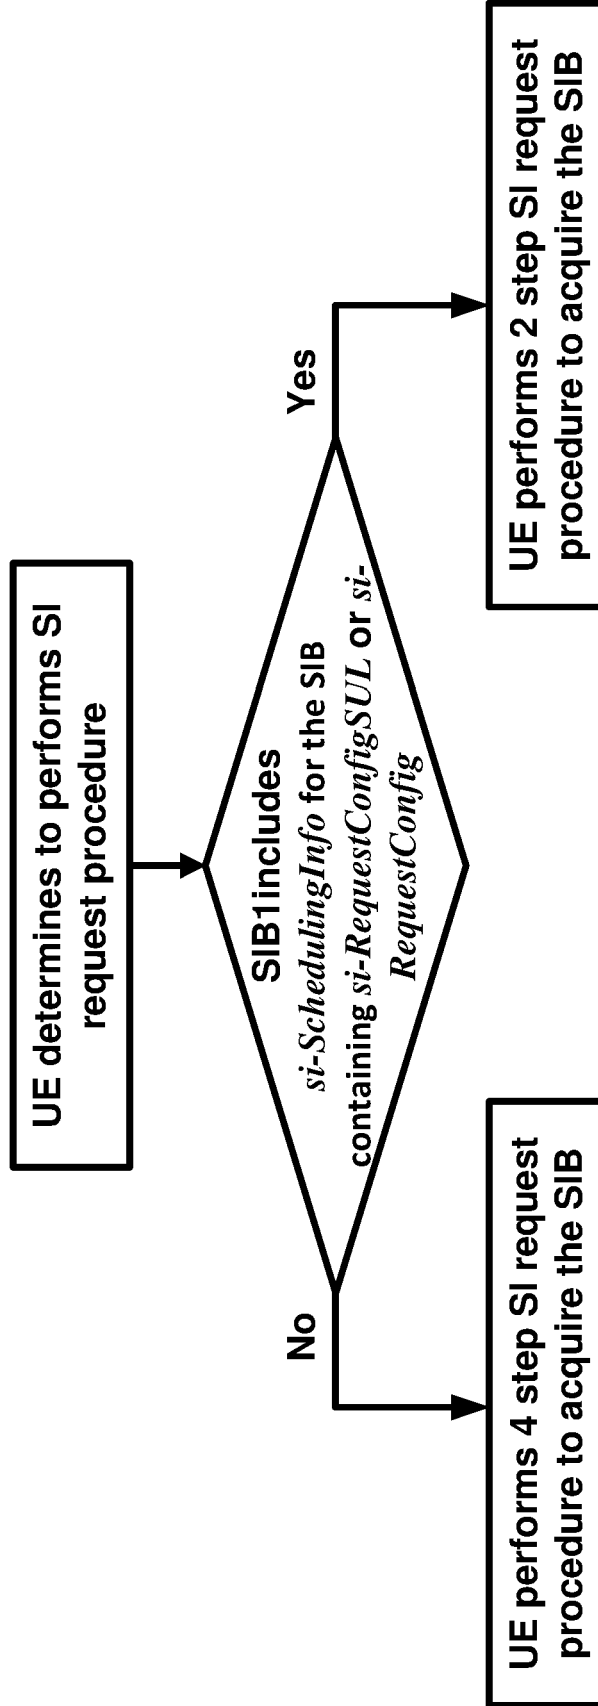 UE determines to performs SI
request procedure
SIB1includes
si-SchedulingInfo for the SIB
containing si-RequestConfigSUL or si-
RequestConfig
No
Yes
UE performs 4 step SI request
procedure to acquire the SIB
UE performs 2 step SI request
procedure to acquire the SIB